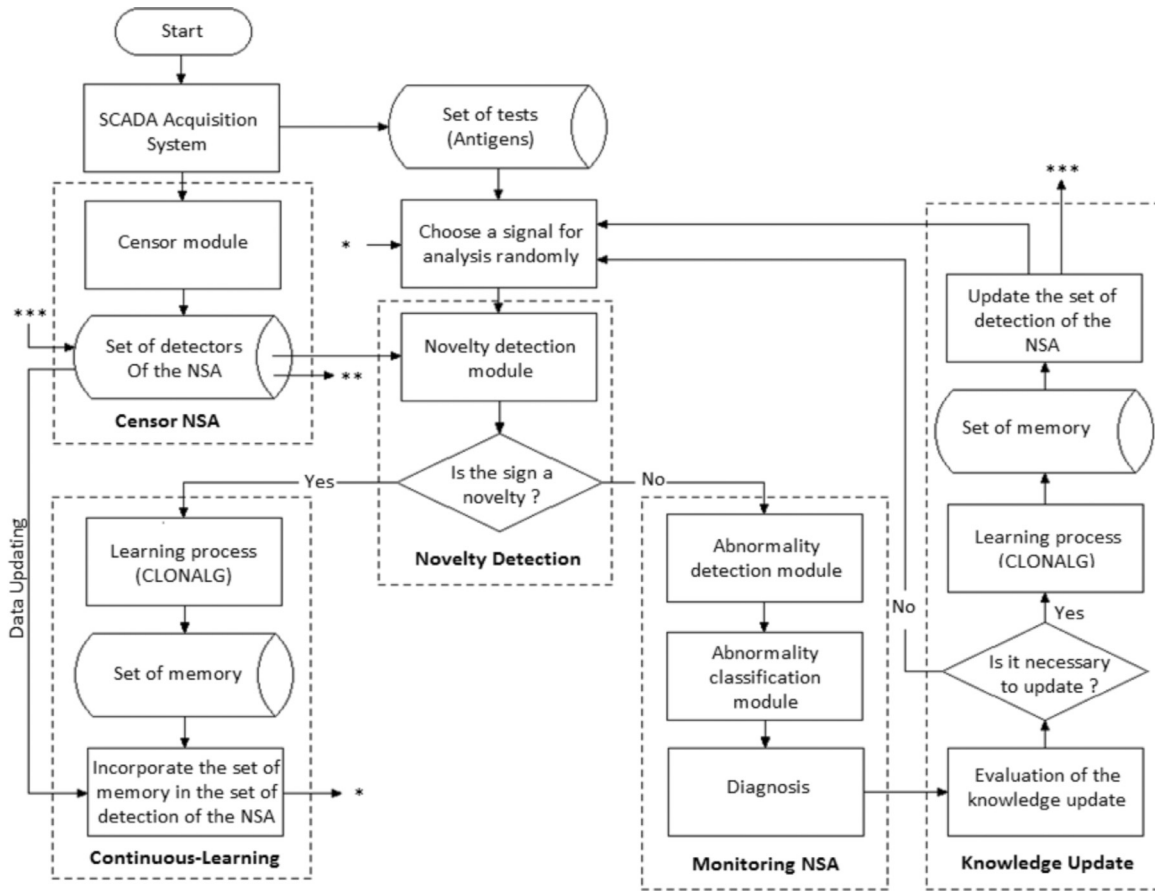 Start
SCADA Acquisition
System
Set of tests
(Antigens)
Censor module
*
Choose a signal for
analysis randomly
***
Set of detectors
Of the NSA
**
Censor NSA
Novelty detection
module
Is the sign a
novelty ?
Yes
No
Novelty Detection
Data Updating
Learning process
(CLONALG)
Set of memory
Incorporate the set of
memory in the set of
detection of the NSA
*
Continuous-Learning
Abnormality
detection module
Abnormality
classification
module
Diagnosis
Monitoring NSA
***
Update the set of
detection of the
NSA
Set of memory
Learning process
(CLONALG)
Yes
No
Is it necessary
to update ?
Evaluation of the
knowledge update
Knowledge Update